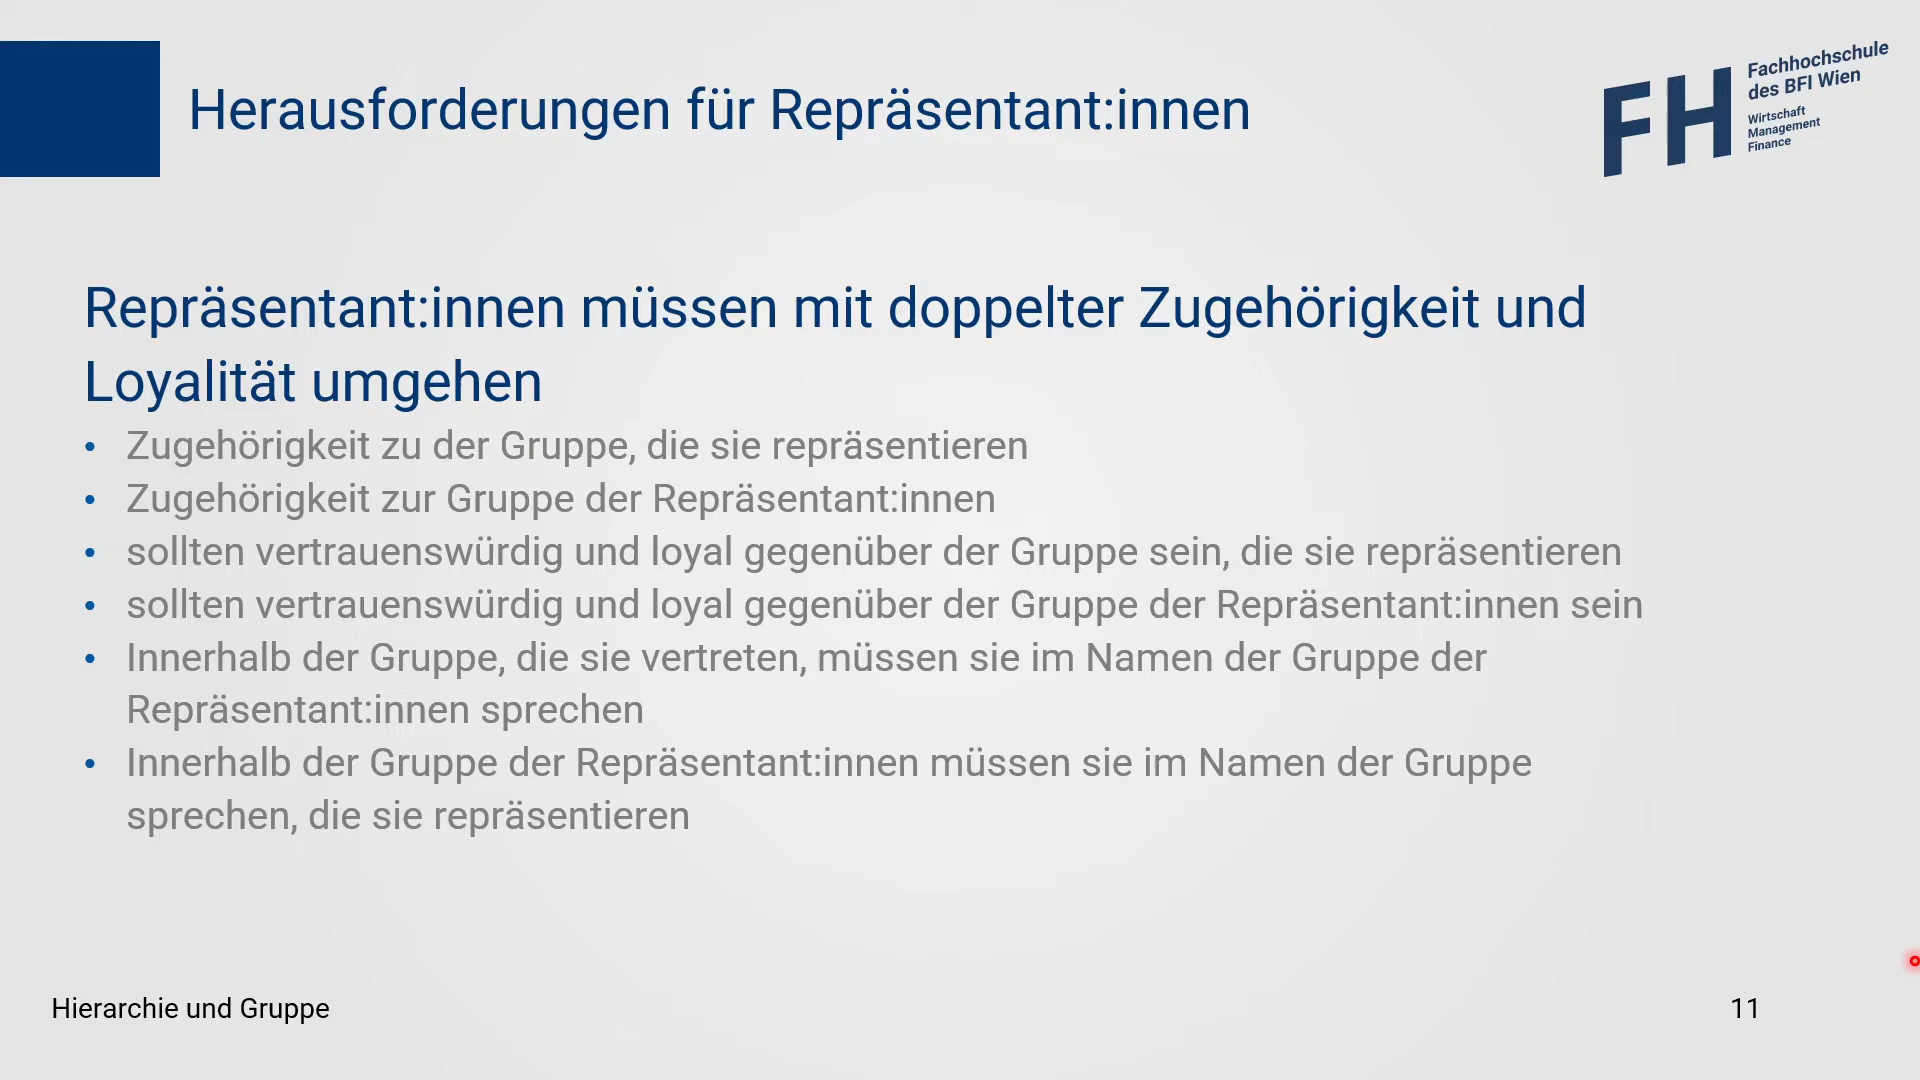 Herausforderungen für Repräsentant:innen
FH
Fachhochschule
des BFI Wien
Wirtschaft
Management
Finance
Repräsentant:innen müssen mit doppelter Zugehörigkeit und
Loyalität umgehen
• Zugehörigkeit zu der Gruppe, die sie repräsentieren
• Zugehörigkeit zur Gruppe der Repräsentant:innen
• sollten vertrauenswürdig und loyal gegenüber der Gruppe sein, die sie repräsentieren
• sollten vertrauenswürdig und loyal gegenüber der Gruppe der Repräsentant:innen sein
• Innerhalb der Gruppe, die sie vertreten, müssen sie im Namen der Gruppe der
Repräsentant:innen sprechen
• Innerhalb der Gruppe der Repräsentant:innen müssen sie im Namen der Gruppe
sprechen, die sie repräsentieren
Hierarchie und Gruppe
11